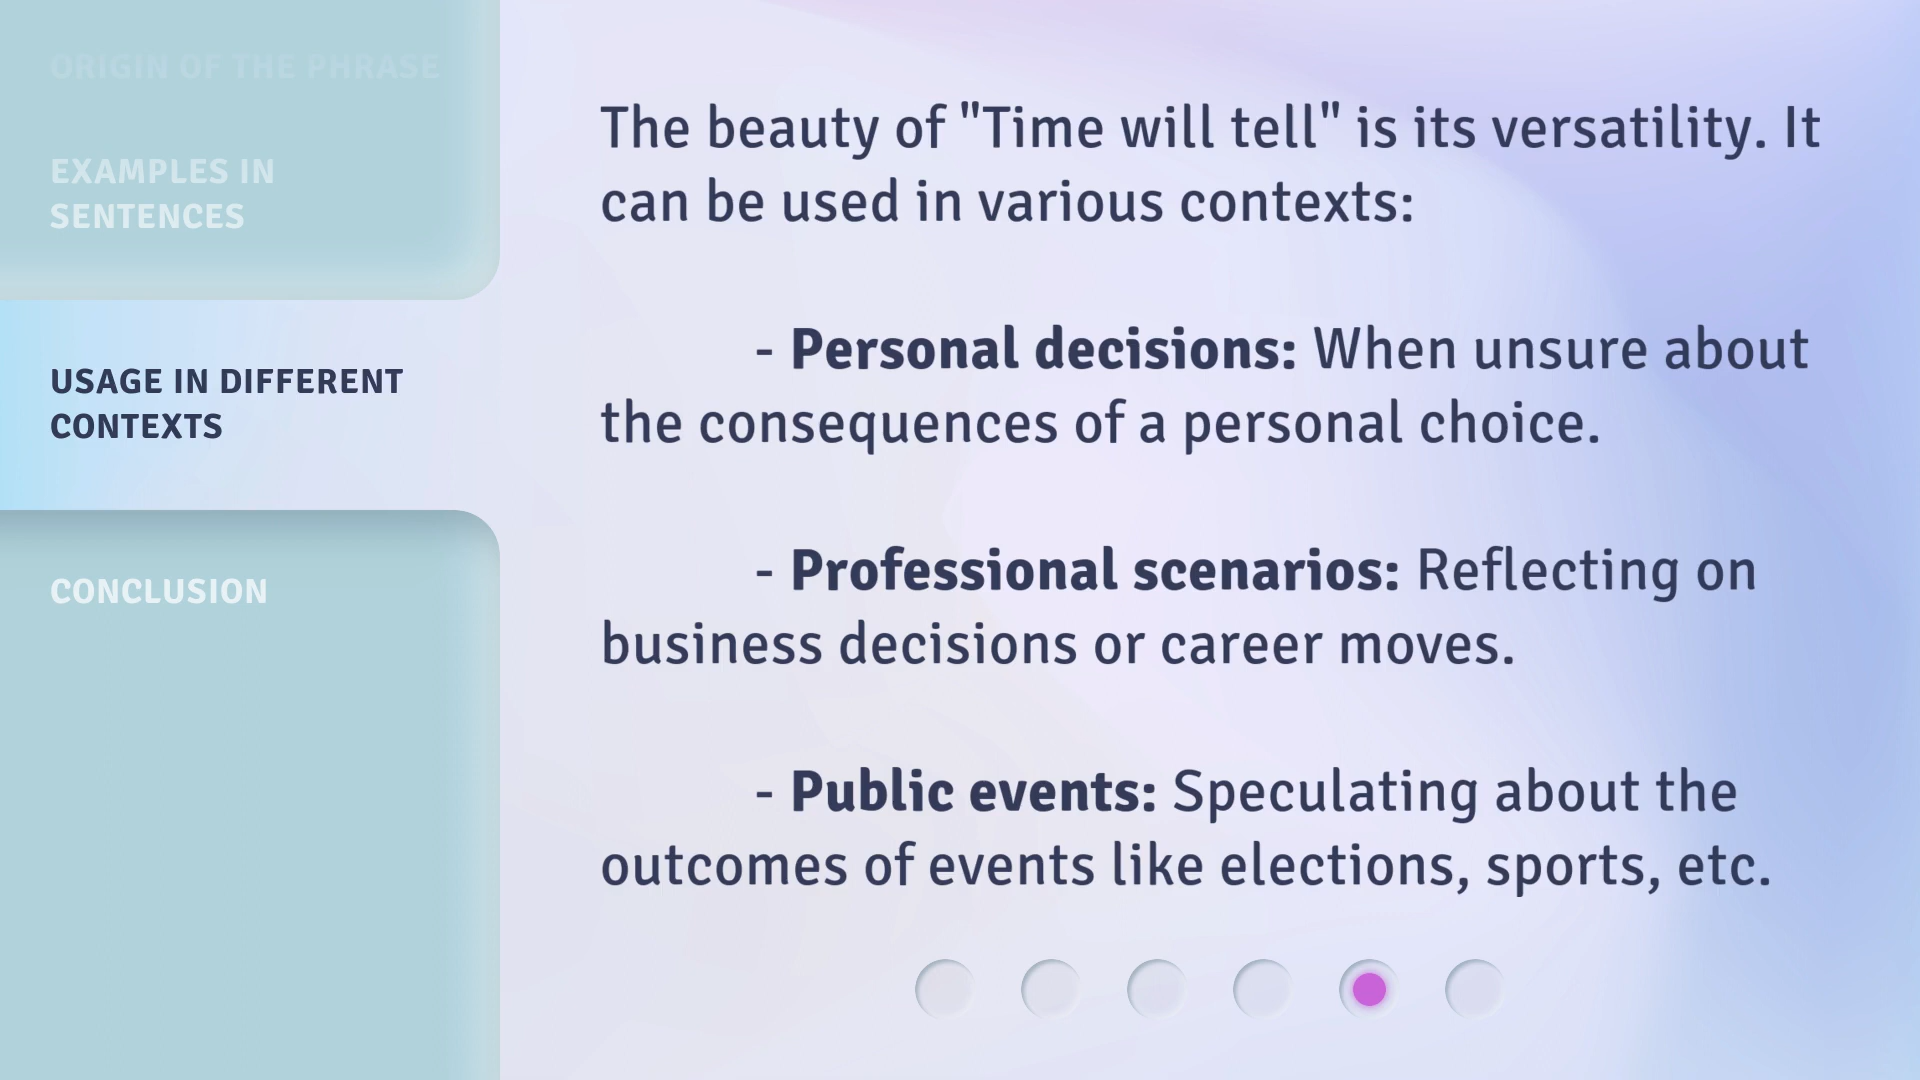 ORIGIN OF THE PHRASE
EXAMPLES IN
SENTENCES
USAGE IN DIFFERENT
CONTEXTS
CONCLUSION
The beauty of "Time will tell" is its versatility. It
can be used in various contexts:
- Personal decisions: When unsure about
the consequences of a personal choice.
- Professional scenarios: Reflecting on
business decisions or career moves.
- Public events: Speculating about the
outcomes of events like elections, sports, etc.